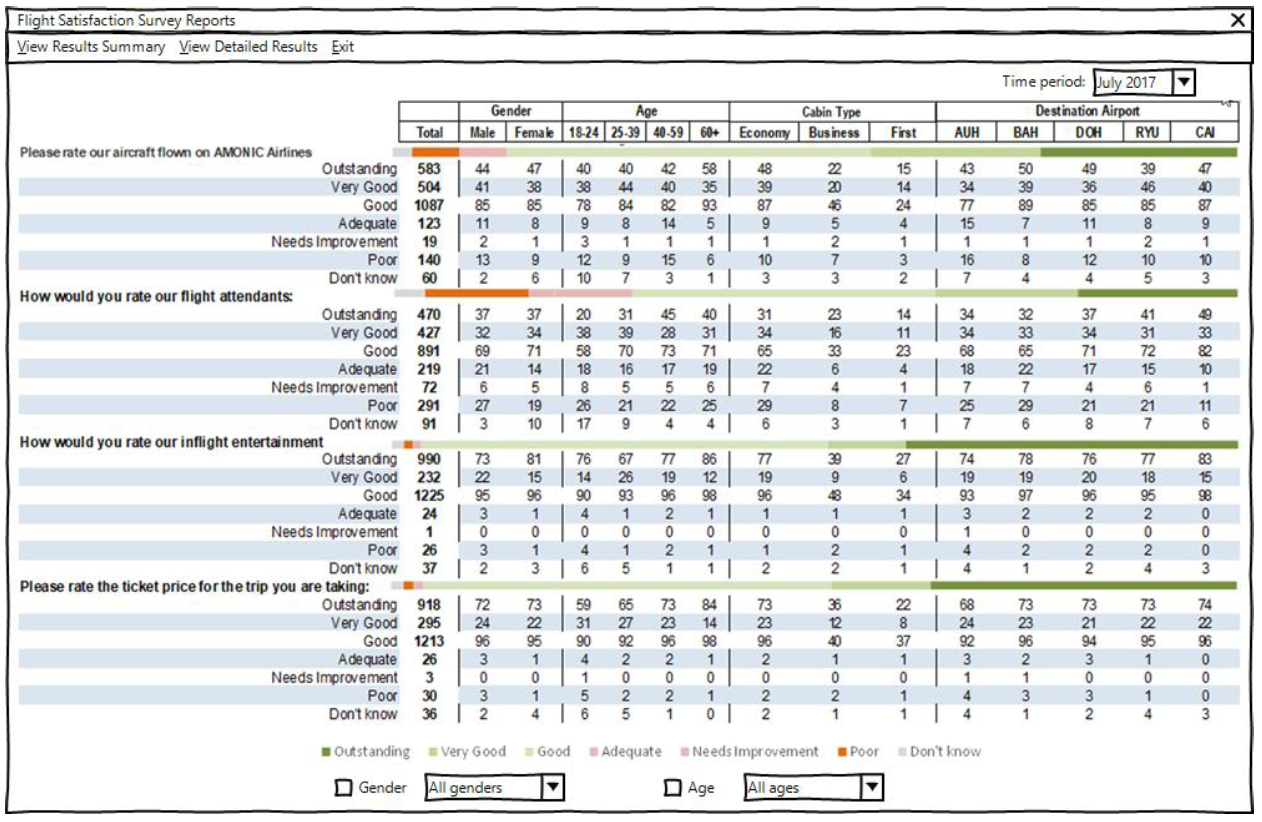 Flight Satisfaction Survey Reports X
View Results Summary View Detailed Results Exit
Time period: July 2017
Gender Age Cabin Type Destination Airport
Total Male Female 18-24 25-39 40-59 60+ Economy Business First AUH BAH DOH RYU CAI
Please rate our aircraft flown on AMONIC Airlines
Outstanding 583 44 47 40 40 42 58 48 22 15 43 50 49 39 47
Very Good 504 41 38 38 44 40 35 39 20 14 34 39 36 46 40
Good 1087 85 85 78 84 82 93 87 46 24 77 89 85 85 87
Adequate 123 11 8 9 8 14 5 9 5 4 15 7 11 8 9
Needs Improvement 19 2 1 3 1 1 1 1 2 1 1 1 1 2 1
Poor 140 13 9 12 9 15 6 10 7 3 16 8 12 10 10
Don't know 60 2 6 10 7 3 1 3 3 2 7 4 4 5 3
How would you rate our flight attendants:
Outstanding 470 37 37 20 31 45 40 31 23 14 34 32 37 41 49
Very Good 427 32 34 38 39 28 31 34 16 11 34 33 34 31 33
Good 891 69 71 58 70 73 71 65 33 23 68 65 71 72 82
Adequate 219 21 14 18 16 17 19 22 6 4 18 22 17 15 10
Needs Improvement 72 6 5 8 5 5 6 7 4 1 7 7 4 6 1
Poor 291 27 19 26 21 22 25 29 8 7 25 29 21 21 11
Don't know 91 3 10 17 9 4 4 6 3 1 7 6 8 7 6
How would you rate our inflight entertainment
Outstanding 990 73 81 76 67 77 86 77 39 27 74 78 76 77 83
Very Good 232 22 15 14 26 19 12 19 9 6 19 19 20 18 15
Good 1225 95 96 90 93 96 98 96 48 34 93 97 96 95 98
Adequate 24 3 1 4 1 2 1 1 1 1 3 2 2 2 0
Needs Improvement 1 0 0 0 0 0 0 0 0 0 1 0 0 0 0
Poor 26 3 1 4 1 2 1 1 2 1 4 2 2 2 0
Don't know 37 2 3 6 5 1 1 2 2 1 4 1 2 4 3
Please rate the ticket price for the trip you are taking:
Outstanding 918 72 73 59 65 73 84 73 36 22 68 73 73 73 74
Very Good 295 24 22 31 27 23 14 23 12 8 24 23 21 22 22
Good 1213 96 95 90 92 96 98 96 40 37 92 96 94 95 96
Adequate 26 3 1 4 2 2 1 2 1 1 3 2 3 1 0
Needs Improvement 3 0 0 1 0 0 0 0 0 0 1 1 0 0 0
Poor 30 3 1 5 2 2 1 2 2 1 4 3 3 1 0
Don't know 36 2 4 6 5 1 0 2 1 1 4 1 2 4 3
Outstanding Very Good Good Adequate Needs Improvement Poor Don't know
Gender All genders Age All ages